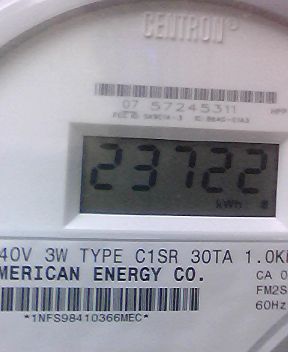 CENTRON®
07 57245311
23722
kWh
40V 3W TYPE C1SR 30TA 1.0K
MERICAN ENERGY CO.
CA 0
FM2S
60Hz
*1NFS98410366MEC*